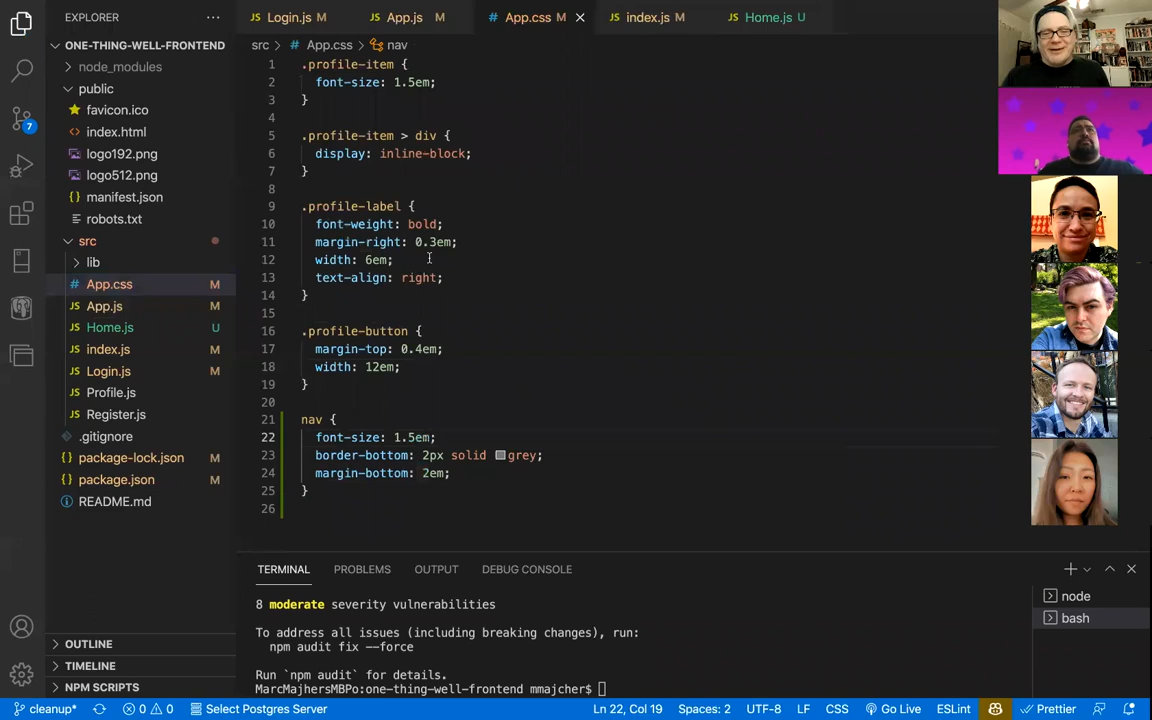 EXPLORER
ONE-THING-WELL-FRONTEND
node_modules
public
favicon.ico
index.html
logo192.png
logo512.png
manifest.json
robots.txt
src
lib
App.css M
App.js M
Home.js U
index.js M
Login.js M
Profile.js
Register.js
.gitignore
package-lock.json M
package.json M
README.md
OUTLINE
TIMELINE
NPM SCRIPTS
7
JS Login.js M JS App.js M # App.css M JS index.js M JS Home.js U
src > # App.css > nav
1 .profile-item {
2 font-size: 1.5em;
3 }
4
5 .profile-item > div {
6 display: inline-block;
7 }
8
9 .profile-label {
10 font-weight: bold;
11 margin-right: 0.3em;
12 width: 6em;
13 text-align: right;
14 }
15
16 .profile-button {
17 margin-top: 0.4em;
18 width: 12em;
19 }
20
21 nav {
22 font-size: 1.5em;
23 border-bottom: 2px solid grey;
24 margin-bottom: 2em;
25 }
26
TERMINAL PROBLEMS OUTPUT DEBUG CONSOLE
8 moderate severity vulnerabilities
To address all issues (including breaking changes), run:
npm audit fix --force
Run `npm audit` for details.
MarcMajhersMBPo:one-thing-well-frontend mmajcher$
node
bash
cleanup* 0 0 Select Postgres Server Ln 22, Col 19 Spaces: 2 UTF-8 LF CSS Go Live ESLint Prettier